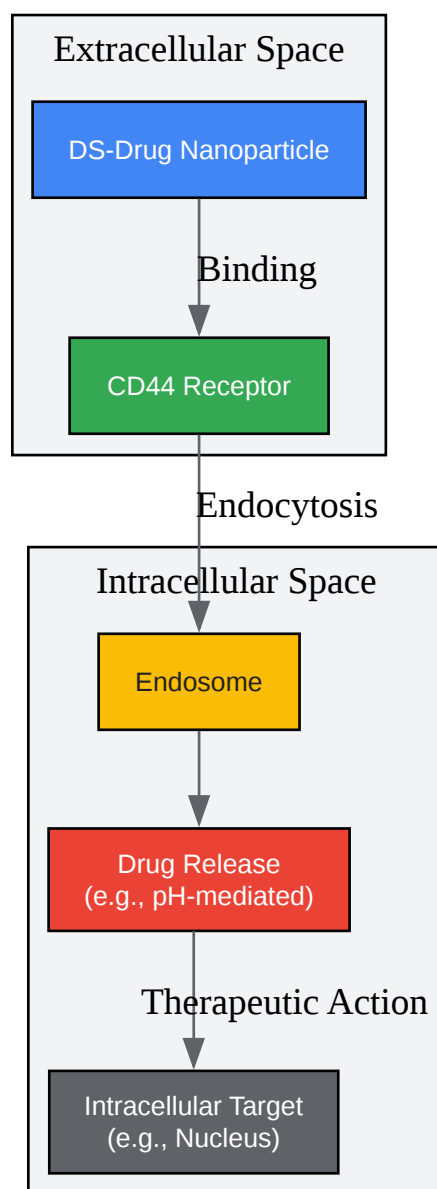 Extracellular Space
DS-Drug Nanoparticle
Binding
CD44 Receptor
Endocytosis
Intracellular Space
Endosome
Drug Release
(e.g., pH-mediated)
Therapeutic Action
Intracellular Target
(e.g., Nucleus)